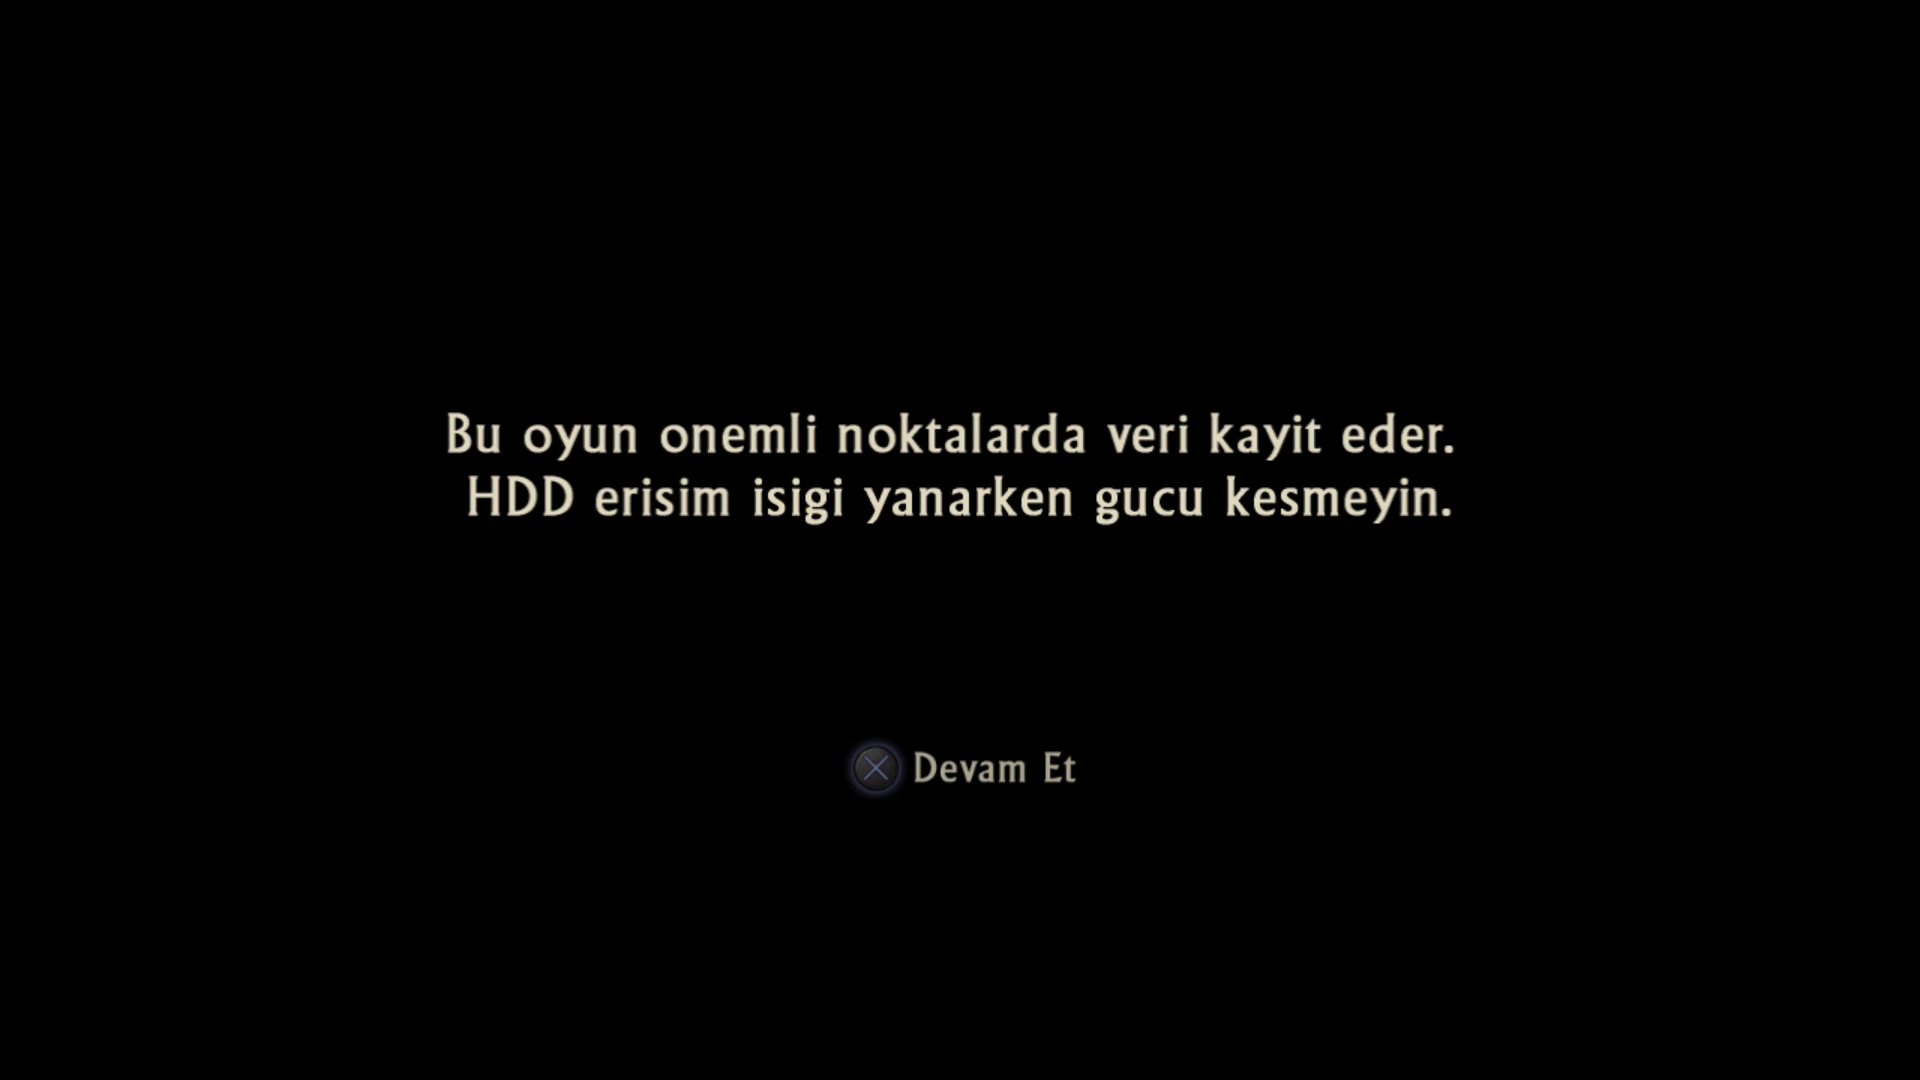 Bu oyun onemli noktalarda veri kayit eder.
HDD erisim isigi yanarken gucu kesmeyin.
Devam Et